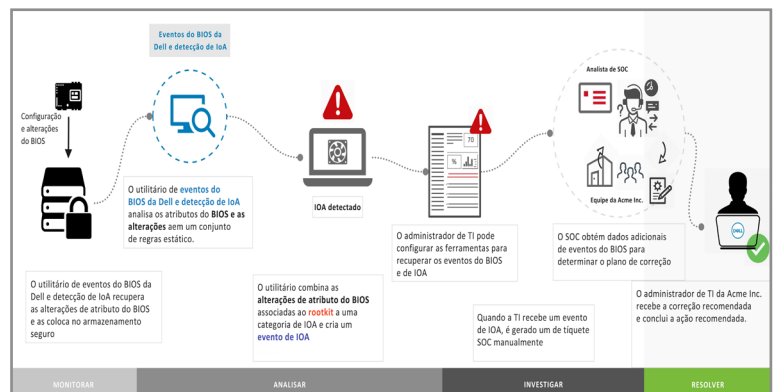 Eventos do BIOS da
Dell e detecção de IoA
Configuração
e alterações
do BIOS
O utilitário de eventos do BIOS da
Dell e detecção de IoA recupera
as alterações de atributo do BIOS
e as coloca no armazenamento
seguro
O utilitário de eventos do
BIOS da Dell e detecção de IoA
analisa os atributos do BIOS e as
alterações aem um conjunto
de regras estático.
IOA detectado
O utilitário combina as
alterações de atributo do BIOS
associadas ao rootkit a uma
categoria de IOA e cria um
evento de IOA
70
%
O administrador de TI pode
configurar as ferramentas para
recuperar os eventos do BIOS
e de IOA
Quando a TI recebe um evento
de IOA, é gerado um de tíquete
SOC manualmente
Analista de SOC
?
Equipe da Acme Inc.
O SOC obtém dados adicionais
de eventos do BIOS para
determinar o plano de correção
DELL
O administrador de TI da Acme Inc.
recebe a correção recomendada
e conclui a ação recomendada.
MONITORAR
ANALISAR
INVESTIGAR
RESOLVER